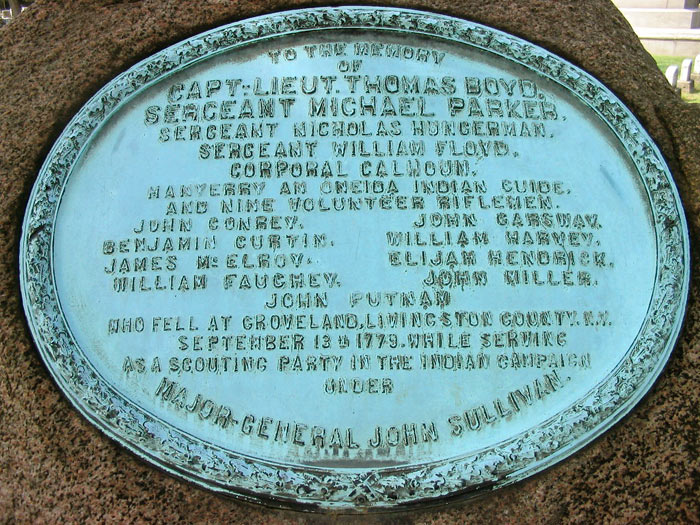 TO THE MEMORY
OF
CAPT-LIEUT. THOMAS BOYD.
SERGEANT MICHAEL PARKER.
SERGEANT NICHOLAS HUNGERMAN.
SERGEANT WILLIAM FLOYD.
CORPORAL CALHOUN.
HANYERRY AN ONEIDA INDIAN GUIDE.
AND NINE VOLUNTEER RIFLEMEN.
JOHN CONREY. JOHN GARSWAY.
BENJAMIN CURTIN. WILLIAM HARVEY.
JAMES McELROY. ELIJAH HENDRICK.
WILLIAM FAUGHEY. JOHN MILLER.
JOHN PUTNAM
WHO FELL AT GROVELAND, LIVINGSTON COUNTY. N.Y.
SEPTEMBER 13th 1779. WHILE SERVING
AS A SCOUTING PARTY IN THE INDIAN CAMPAIGN
UNDER
MAJOR-GENERAL JOHN SULLIVAN.